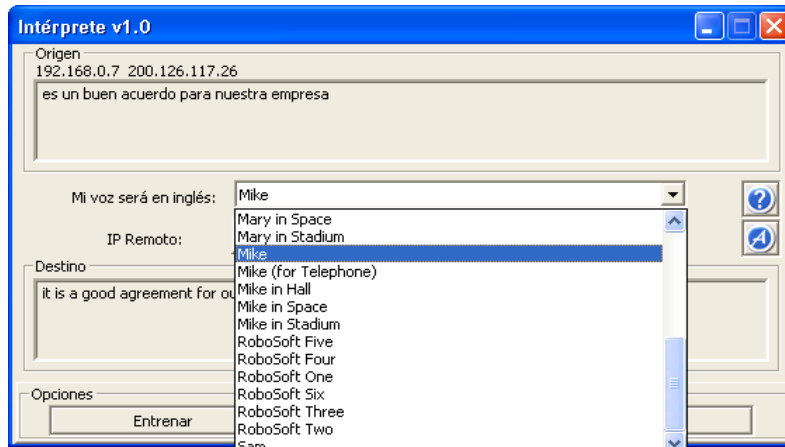 Intérprete v1.0
Origen
192.168.0.7 200.126.117.26
es un buen acuerdo para nuestra empresa
Mi voz será en inglés:
Mike
Mary in Space
Mary in Stadium
IP Remoto:
Mike
Mike (for Telephone)
Mike in Hall
Mike in Space
Mike in Stadium
RoboSoft Five
RoboSoft Four
RoboSoft One
RoboSoft Six
RoboSoft Three
RoboSoft Two
Sam
Destino
it is a good agreement for
Opciones
Entrenar